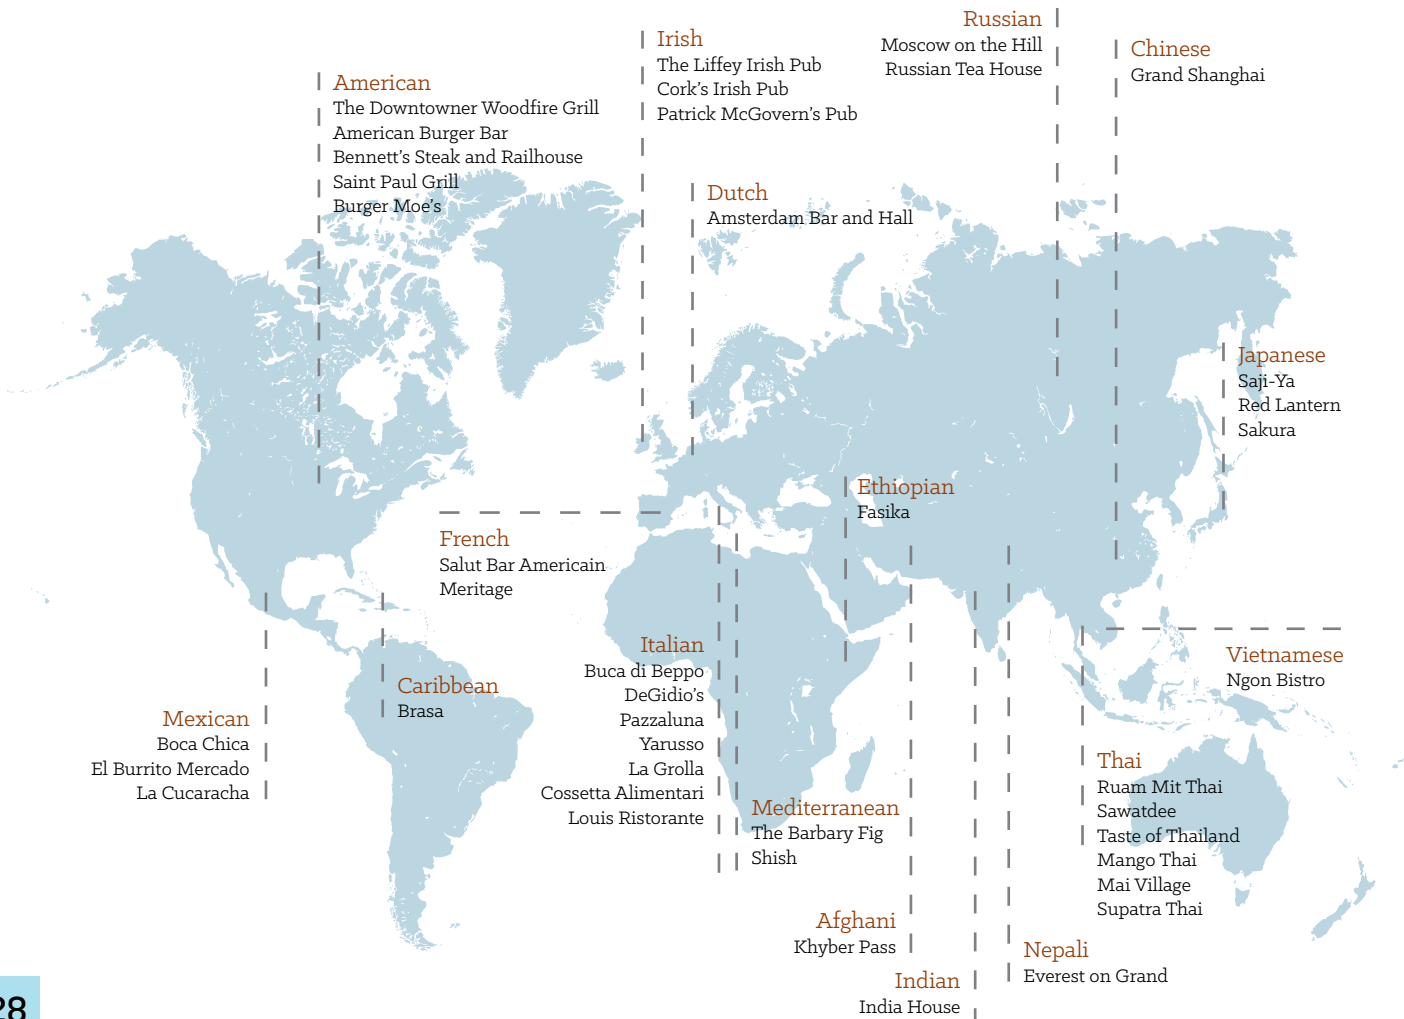 Russian
Moscow on the Hill
Russian Tea House
Irish
The Liffey Irish Pub
Cork's Irish Pub
Patrick McGovern's Pub
Chinese
Grand Shanghai
American
The Downtowner Woodfire Grill
American Burger Bar
Bennett's Steak and Railhouse
Saint Paul Grill
Burger Moe's
Dutch
Amsterdam Bar and Hall
Japanese
Saji-Ya
Red Lantern
Sakura
Ethiopian
Fasika
French
Salut Bar Americain
Meritage
Italian
Buca di Beppo
DeGidio's
Pazzaluna
Yarusso
La Grolla
Cossetta Alimentari
Louis Ristorante
Vietnamese
Ngon Bistro
Caribbean
Brasa
Mexican
Boca Chica
El Burrito Mercado
La Cucaracha
Thai
Ruam Mit Thai
Sawatdee
Taste of Thailand
Mango Thai
Mai Village
Supatra Thai
Mediterranean
The Barbary Fig
Shish
Afghani
Khyber Pass
Nepali
Everest on Grand
Indian
India House
28